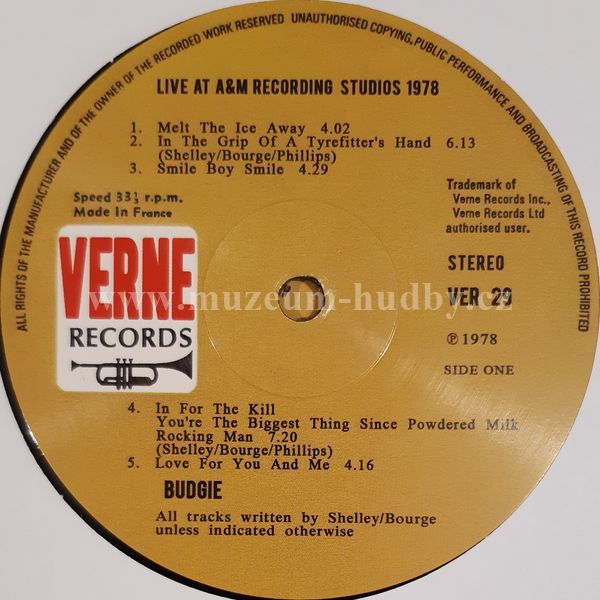 ALL RIGHTS OF THE MANUFACTURER AND OF THE OWNER OF THE RECORDED WORK RESERVED UNAUTHORISED COPYING, PUBLIC PERFORMANCE AND BROADCASTING OF THIS RECORD PROHIBITED
LIVE AT A&M RECORDING STUDIOS 1978
1. Melt The Ice Away 4.02
2. In The Grip Of A Tyrefitter's Hand 6.13
(Shelley/Bourge/Phillips)
3. Smile Boy Smile 4.29
Speed 33⅓ r.p.m.
Made In France
Trademark of
Verne Records Inc.,
Verne Records Ltd
authorised user.
VERNE
RECORDS
STEREO
VER 29
www.muzeum-hudby.cz
℗ 1978
SIDE ONE
4. In For The Kill
You're The Biggest Thing Since Powdered Milk
Rocking Man 7.20
(Shelley/Bourge/Phillips)
5. Love For You And Me 4.16
BUDGIE
All tracks written by Shelley/Bourge
unless indicated otherwise